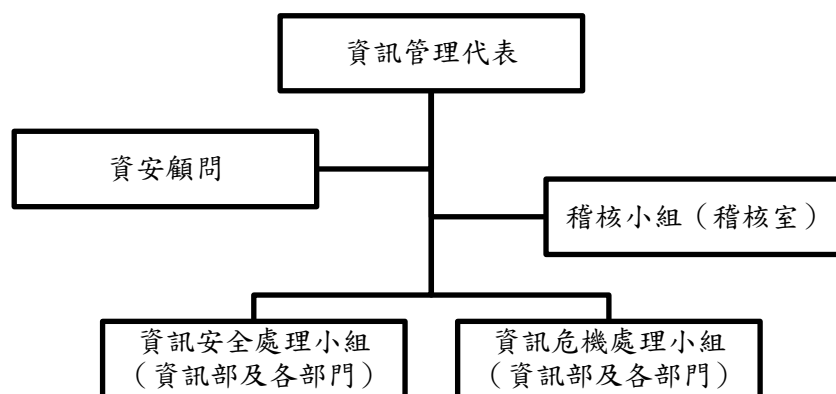 資訊管理代表
資安顧問
稽核小組（稽核室）
資訊安全處理小組
（資訊部及各部門）
資訊危機處理小組
（資訊部及各部門）